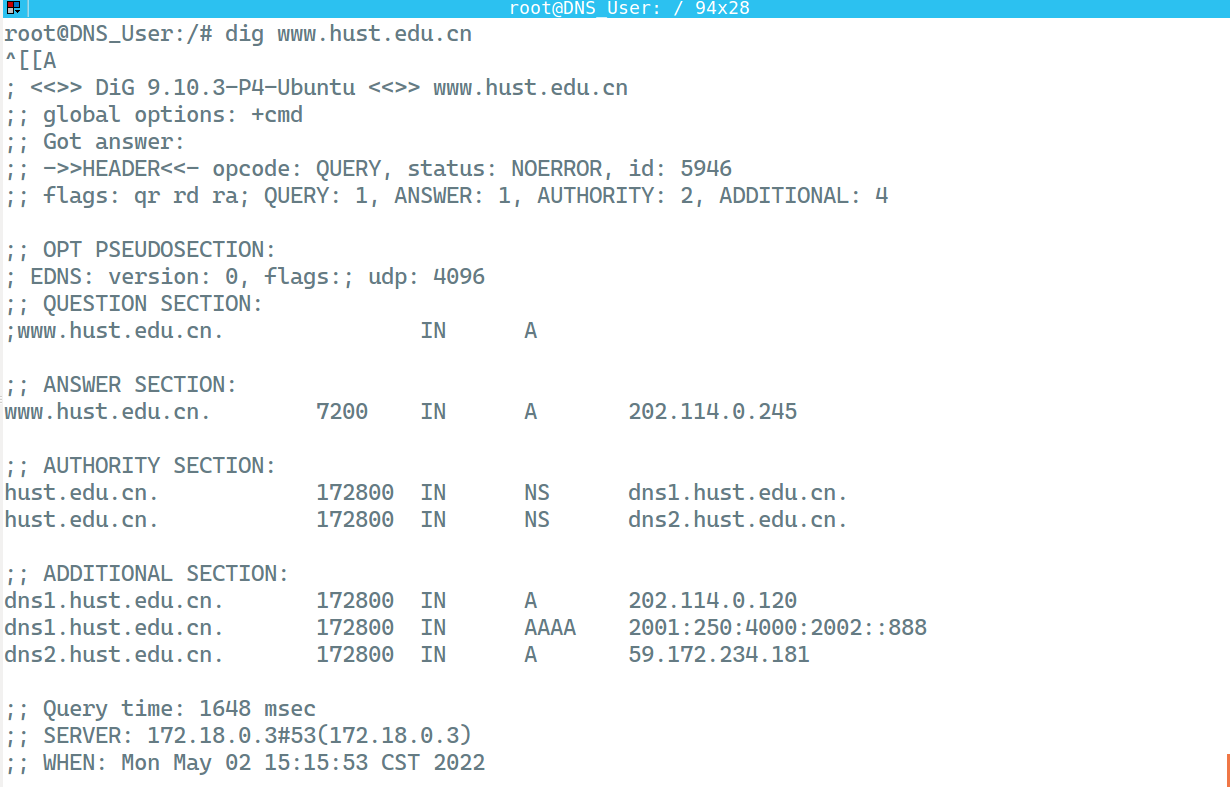 root@DNS_User: / 94x28
root@DNS_User:/# dig www.hust.edu.cn
^[[A
; <<>> DiG 9.10.3-P4-Ubuntu <<>> www.hust.edu.cn
;; global options: +cmd
;; Got answer:
;; ->>HEADER<<- opcode: QUERY, status: NOERROR, id: 5946
;; flags: qr rd ra; QUERY: 1, ANSWER: 1, AUTHORITY: 2, ADDITIONAL: 4

;; OPT PSEUDOSECTION:
; EDNS: version: 0, flags:; udp: 4096
;; QUESTION SECTION:
;www.hust.edu.cn.		IN	A

;; ANSWER SECTION:
www.hust.edu.cn.	7200	IN	A	202.114.0.245

;; AUTHORITY SECTION:
hust.edu.cn.		172800	IN	NS	dns1.hust.edu.cn.
hust.edu.cn.		172800	IN	NS	dns2.hust.edu.cn.

;; ADDITIONAL SECTION:
dns1.hust.edu.cn.	172800	IN	A	202.114.0.120
dns1.hust.edu.cn.	172800	IN	AAAA	2001:250:4000:2002::888
dns2.hust.edu.cn.	172800	IN	A	59.172.234.181

;; Query time: 1648 msec
;; SERVER: 172.18.0.3#53(172.18.0.3)
;; WHEN: Mon May 02 15:15:53 CST 2022